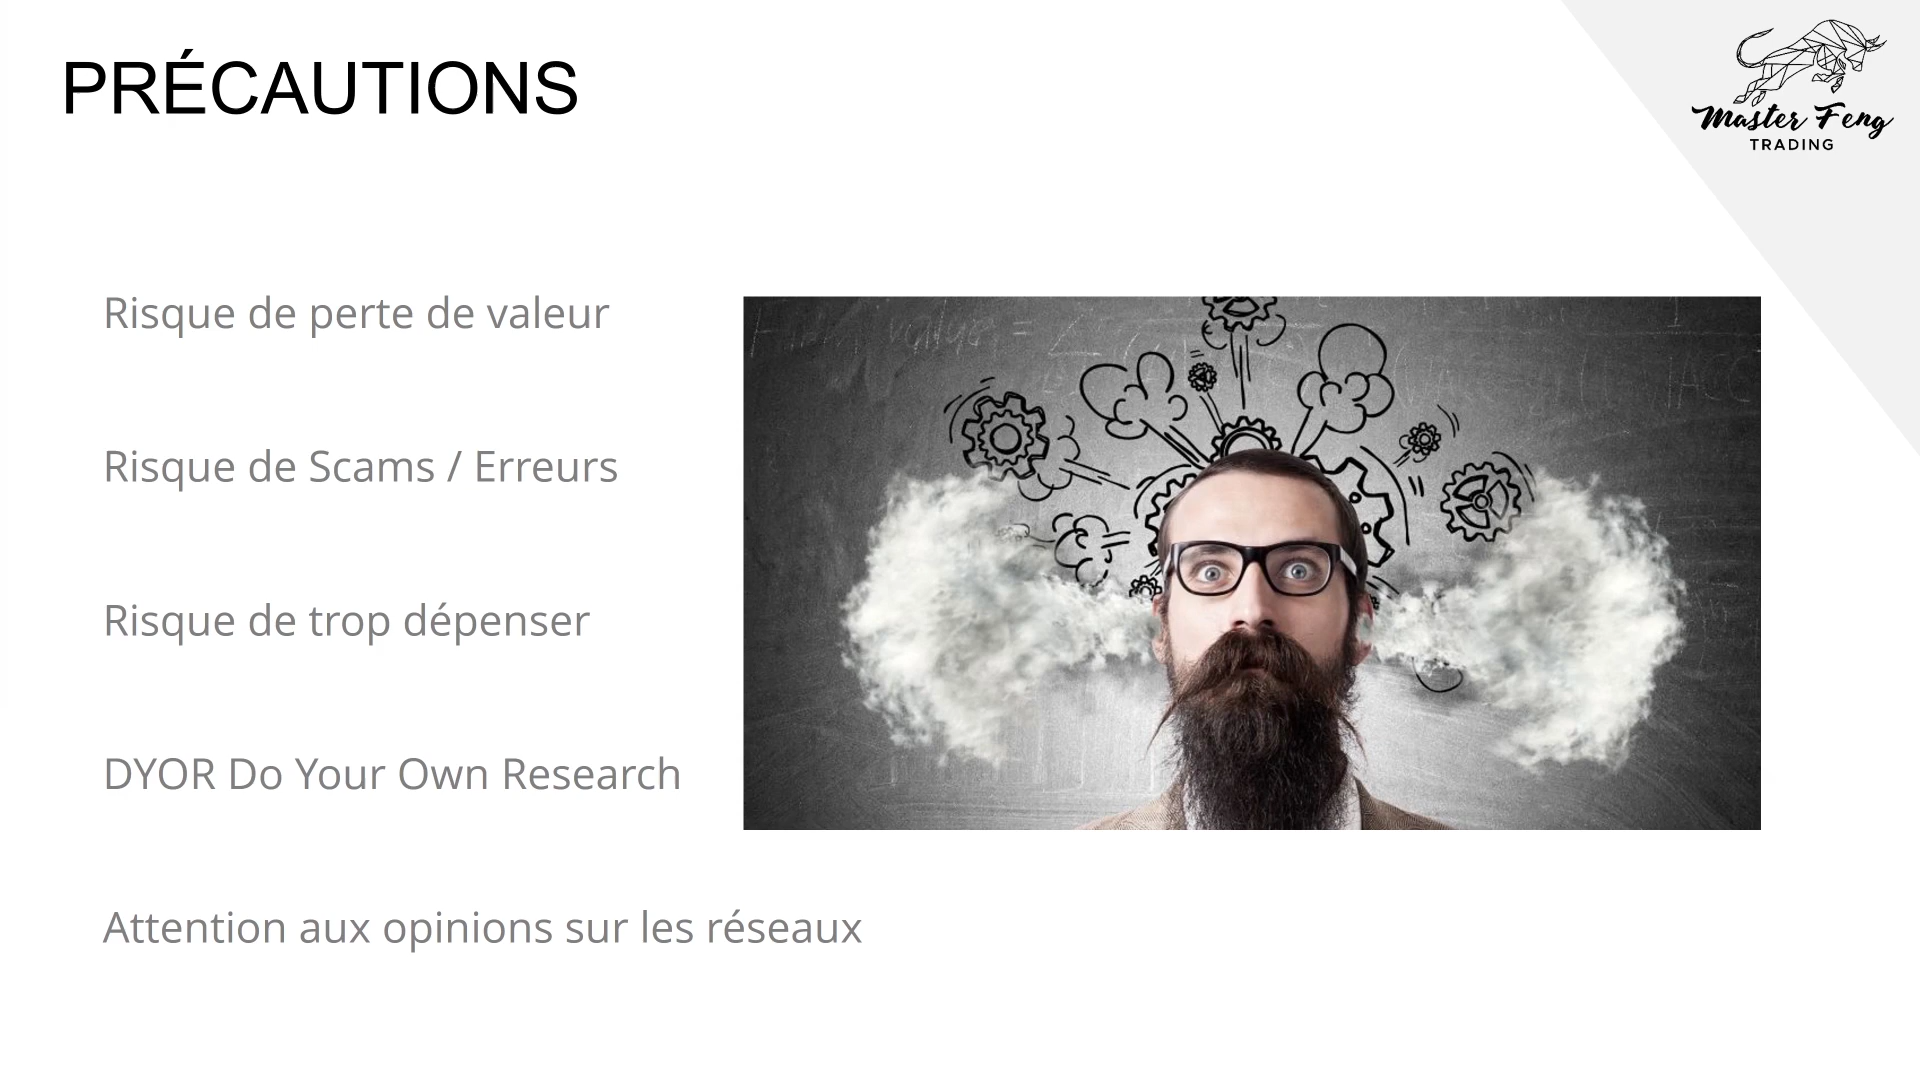 PRÉCAUTIONS
Master Feng
TRADING
Risque de perte de valeur
Risque de Scams / Erreurs
Risque de trop dépenser
DYOR Do Your Own Research
Attention aux opinions sur les réseaux